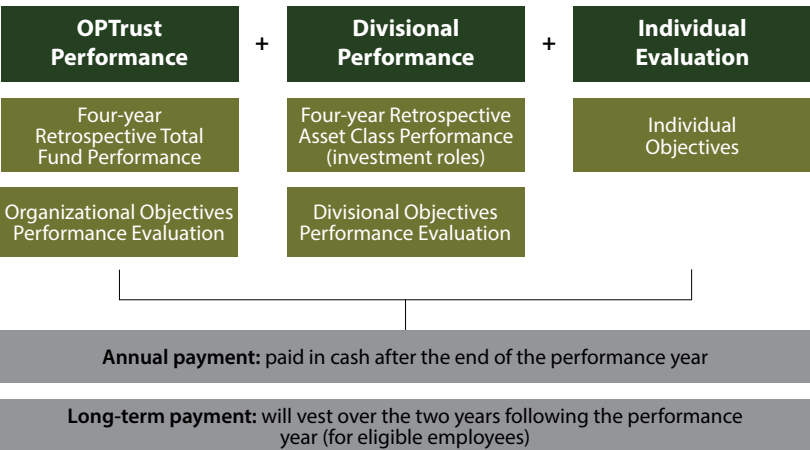 OPTrust
Performance
+
Divisional
Performance
+
Individual
Evaluation
Four-year
Retrospective Total
Fund Performance
Four-year Retrospective
Asset Class Performance
(investment roles)
Individual
Objectives
Organizational Objectives
Performance Evaluation
Divisional Objectives
Performance Evaluation
Annual payment: paid in cash after the end of the performance year
Long-term payment: will vest over the two years following the performance
year (for eligible employees)